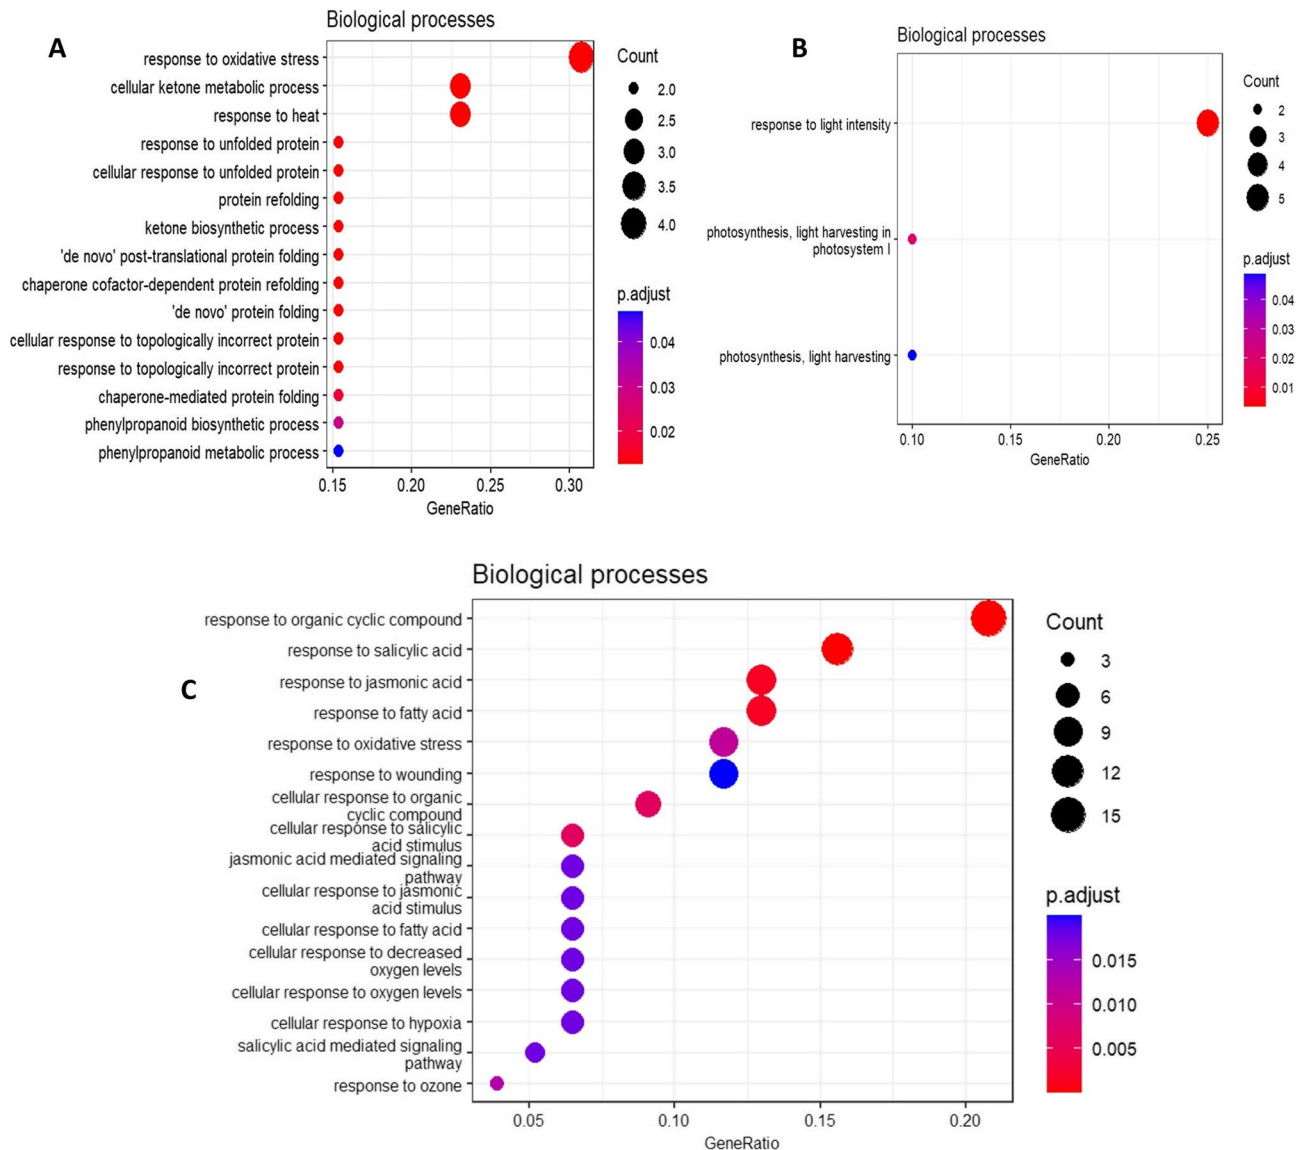 A
Biological processes
response to oxidative stress
cellular ketone metabolic process
response to heat
response to unfolded protein
cellular response to unfolded protein
protein refolding
ketone biosynthetic process
'de novo' post-translational protein folding
chaperone cofactor-dependent protein refolding
'de novo' protein folding
cellular response to topologically incorrect protein
response to topologically incorrect protein
chaperone-mediated protein folding
phenylpropanoid biosynthetic process
phenylpropanoid metabolic process
0.15 0.20 0.25 0.30
GeneRatio
Count
2.0
2.5
3.0
3.5
4.0
p.adjust
0.04
0.03
0.02
B
Biological processes
response to light intensity
photosynthesis, light harvesting in
photosystem I
photosynthesis, light harvesting
0.10 0.15 0.20 0.25
GeneRatio
Count
2
3
4
5
p.adjust
0.04
0.03
0.02
0.01
C
Biological processes
response to organic cyclic compound
response to salicylic acid
response to jasmonic acid
response to fatty acid
response to oxidative stress
response to wounding
cellular response to organic
cyclic compound
cellular response to salicylic
acid stimulus
jasmonic acid mediated signaling
pathway
cellular response to jasmonic
acid stimulus
cellular response to fatty acid
cellular response to decreased
oxygen levels
cellular response to oxygen levels
cellular response to hypoxia
salicylic acid mediated signaling
pathway
response to ozone
0.05 0.10 0.15 0.20
GeneRatio
Count
3
6
9
12
15
p.adjust
0.015
0.010
0.005